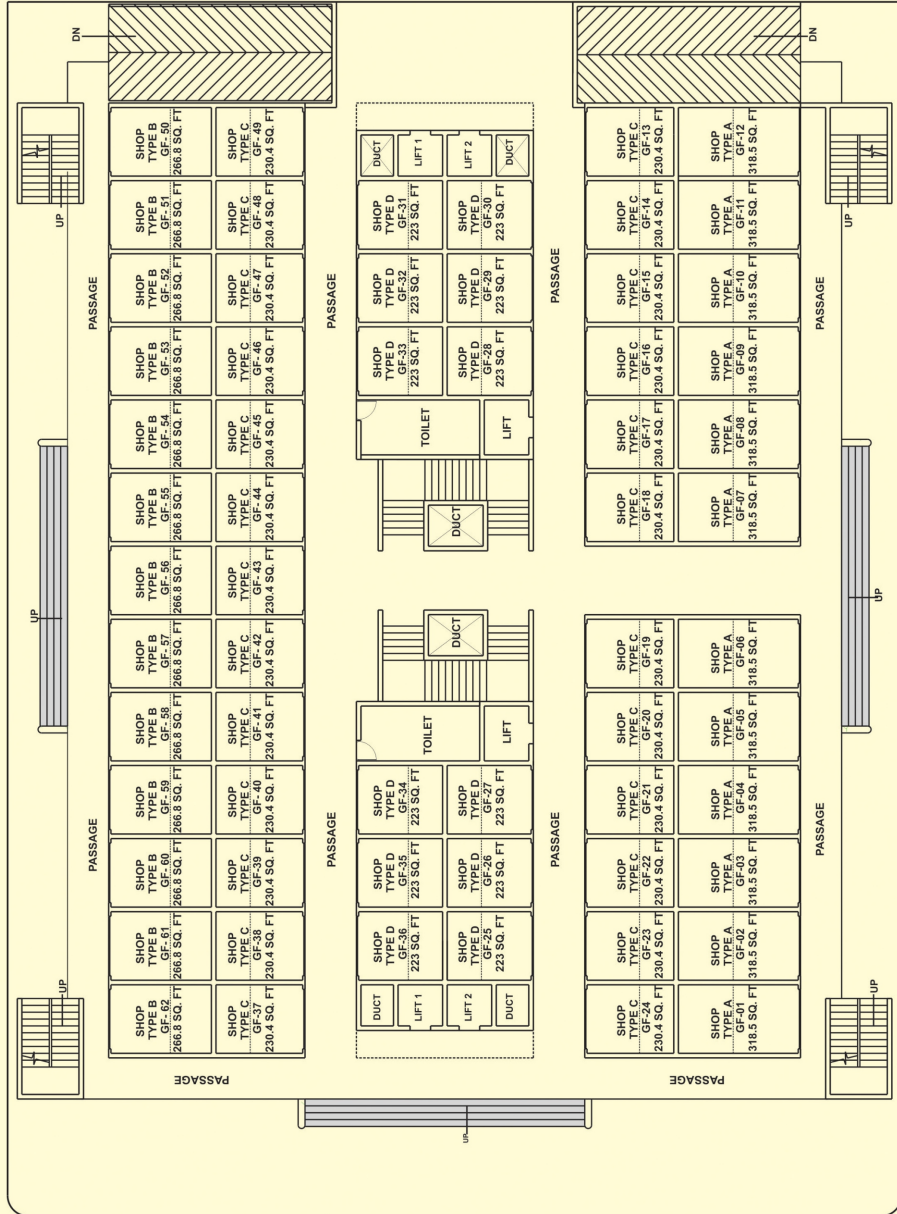 UP
UP
UP
DN
PASSAGE
PASSAGE
SHOP
TYPE B
GF- 62
266.8 SQ. FT
SHOP
TYPE B
GF- 61
266.8 SQ. FT
SHOP
TYPE B
GF- 60
266.8 SQ. FT
SHOP
TYPE B
GF- 59
266.8 SQ. FT
SHOP
TYPE B
GF- 58
266.8 SQ. FT
SHOP
TYPE B
GF- 57
266.8 SQ. FT
SHOP
TYPE B
GF- 56
266.8 SQ. FT
SHOP
TYPE B
GF- 55
266.8 SQ. FT
SHOP
TYPE B
GF- 54
266.8 SQ. FT
SHOP
TYPE B
GF- 53
266.8 SQ. FT
SHOP
TYPE B
GF- 52
266.8 SQ. FT
SHOP
TYPE B
GF- 51
266.8 SQ. FT
SHOP
TYPE B
GF- 50
266.8 SQ. FT
PASSAGE
SHOP
TYPE C
GF-37
230.4 SQ. FT
SHOP
TYPE C
GF-38
230.4 SQ. FT
SHOP
TYPE C
GF-39
230.4 SQ. FT
SHOP
TYPE C
GF- 40
230.4 SQ. FT
SHOP
TYPE C
GF- 41
230.4 SQ. FT
SHOP
TYPE C
GF- 42
230.4 SQ. FT
SHOP
TYPE C
GF- 43
230.4 SQ. FT
SHOP
TYPE C
GF- 44
230.4 SQ. FT
SHOP
TYPE C
GF- 45
230.4 SQ. FT
SHOP
TYPE C
GF- 46
230.4 SQ. FT
SHOP
TYPE C
GF- 47
230.4 SQ. FT
SHOP
TYPE C
GF- 48
230.4 SQ. FT
SHOP
TYPE C
GF- 49
230.4 SQ. FT
PASSAGE
PASSAGE
DUCT
SHOP
TYPE D
GF-36
223 SQ. FT
SHOP
TYPE D
GF-35
223 SQ. FT
SHOP
TYPE D
GF-34
223 SQ. FT
TOILET
TOILET
SHOP
TYPE D
GF-33
223 SQ. FT
SHOP
TYPE D
GF-32
223 SQ. FT
SHOP
TYPE D
GF-31
223 SQ. FT
DUCT
LIFT 1
DUCT
DUCT
LIFT 1
UP
LIFT 2
LIFT 2
DUCT
SHOP
TYPE D
GF-25
223 SQ. FT
SHOP
TYPE D
GF-26
223 SQ. FT
SHOP
TYPE D
GF-27
223 SQ. FT
LIFT
LIFT
SHOP
TYPE D
GF-28
223 SQ. FT
SHOP
TYPE D
GF-29
223 SQ. FT
SHOP
TYPE D
GF-30
223 SQ. FT
DUCT
PASSAGE
PASSAGE
SHOP
TYPE C
GF-24
230.4 SQ. FT
SHOP
TYPE C
GF-23
230.4 SQ. FT
SHOP
TYPE C
GF-22
230.4 SQ. FT
SHOP
TYPE C
GF-21
230.4 SQ. FT
SHOP
TYPE C
GF-20
230.4 SQ. FT
SHOP
TYPE C
GF-19
230.4 SQ. FT
SHOP
TYPE C
GF-18
230.4 SQ. FT
SHOP
TYPE C
GF-17
230.4 SQ. FT
SHOP
TYPE C
GF-16
230.4 SQ. FT
SHOP
TYPE C
GF-15
230.4 SQ. FT
SHOP
TYPE C
GF-14
230.4 SQ. FT
SHOP
TYPE C
GF-13
230.4 SQ. FT
PASSAGE
SHOP
TYPE A
GF-01
318.5 SQ. FT
SHOP
TYPE A
GF-02
318.5 SQ. FT
SHOP
TYPE A
GF-03
318.5 SQ. FT
SHOP
TYPE A
GF-04
318.5 SQ. FT
SHOP
TYPE A
GF-05
318.5 SQ. FT
SHOP
TYPE A
GF-06
318.5 SQ. FT
SHOP
TYPE A
GF-07
318.5 SQ. FT
SHOP
TYPE A
GF-08
318.5 SQ. FT
SHOP
TYPE A
GF-09
318.5 SQ. FT
SHOP
TYPE A
GF-10
318.5 SQ. FT
SHOP
TYPE A
GF-11
318.5 SQ. FT
SHOP
TYPE A
GF-12
318.5 SQ. FT
DN
PASSAGE
PASSAGE
UP
UP
UP